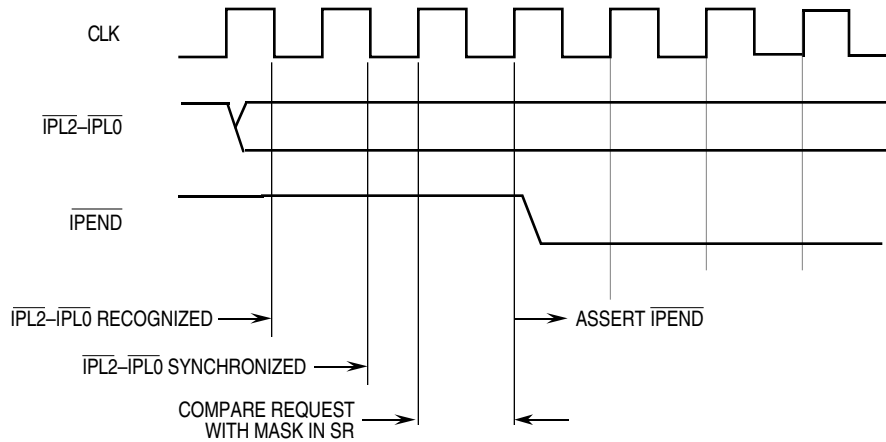 CLK
IPL2–IPL0
IPEND
IPL2–IPL0 RECOGNIZED
ASSERT IPEND
IPL2–IPL0 SYNCHRONIZED
COMPARE REQUEST
WITH MASK IN SR